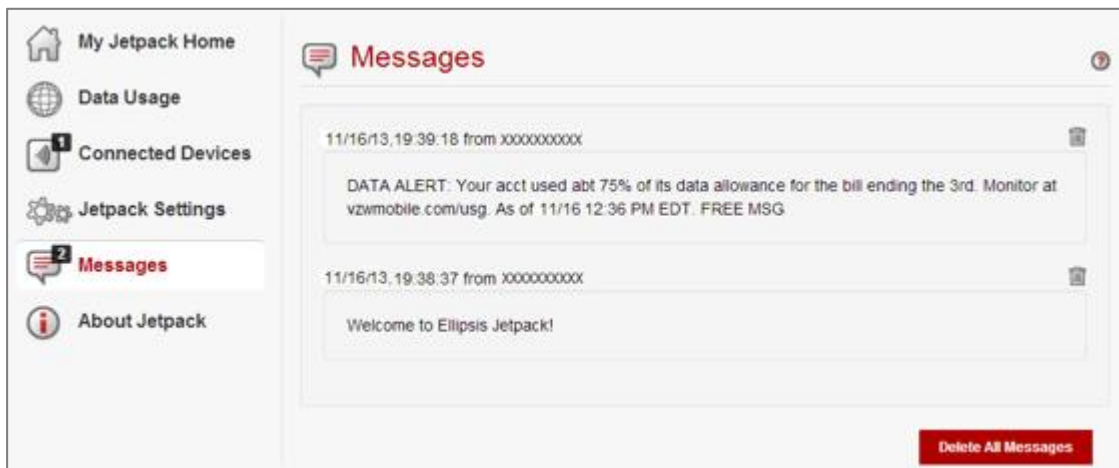 My Jetpack Home
Data Usage
1
Connected Devices
Jetpack Settings
2
Messages
About Jetpack
Messages
?
11/16/13,19:39:18 from XXXXXXXXXX
DATA ALERT: Your acct used abt 75% of its data allowance for the bill ending the 3rd. Monitor at
vzwmobile.com/usg. As of 11/16 12:36 PM EDT. FREE MSG
11/16/13,19:38:37 from XXXXXXXXXX
Welcome to Ellipsis Jetpack!
Delete All Messages